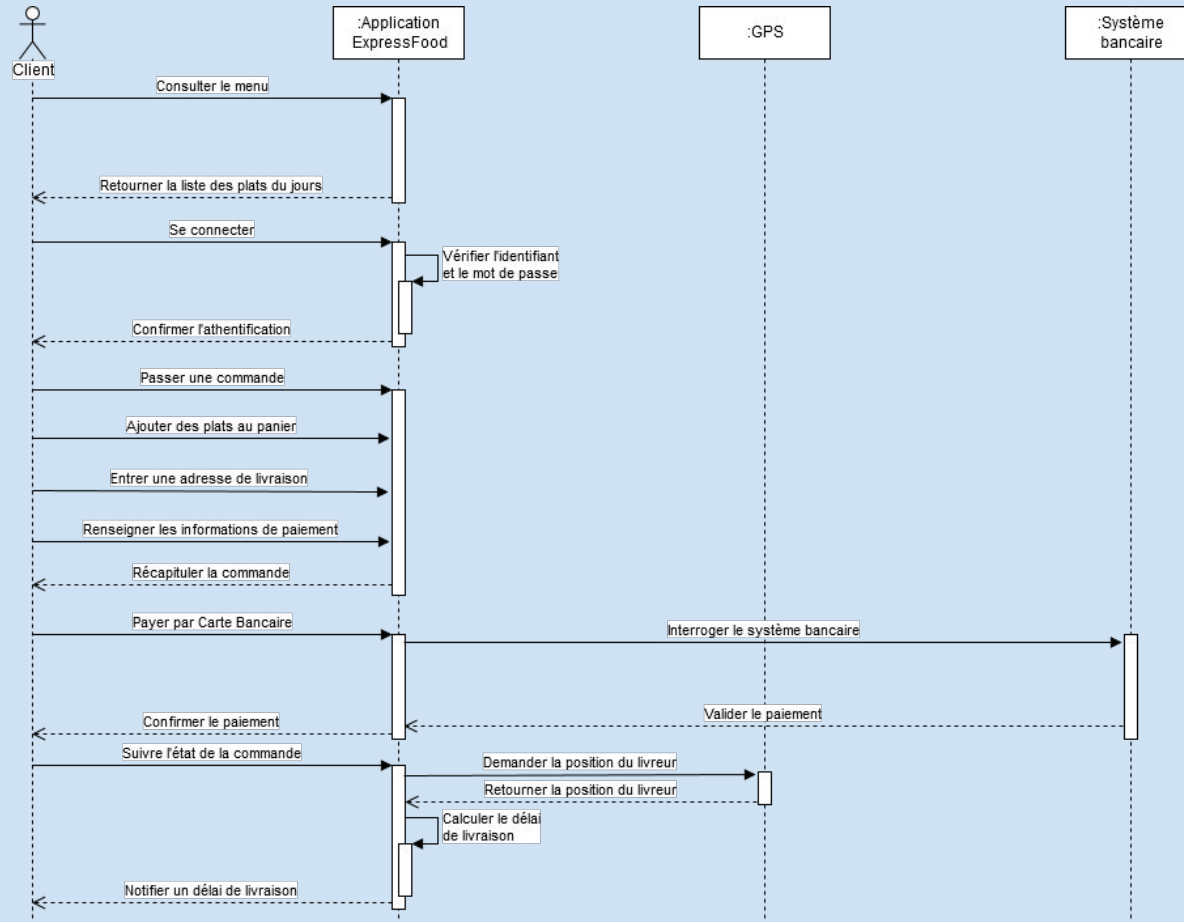 :Application
ExpressFood
:GPS
:Système
bancaire
Client
Consulter le menu
Retourner la liste des plats du jours
Se connecter
Vérifier l'identifiant
et le mot de passe
Confirmer l'athentification
Passer une commande
Ajouter des plats au panier
Entrer une adresse de livraison
Renseigner les informations de paiement
Récapituler la commande
Payer par Carte Bancaire
Interroger le système bancaire
Valider le paiement
Confirmer le paiement
Suivre l'état de la commande
Demander la position du livreur
Retourner la position du livreur
Calculer le délai
de livraison
Notifier un délai de livraison